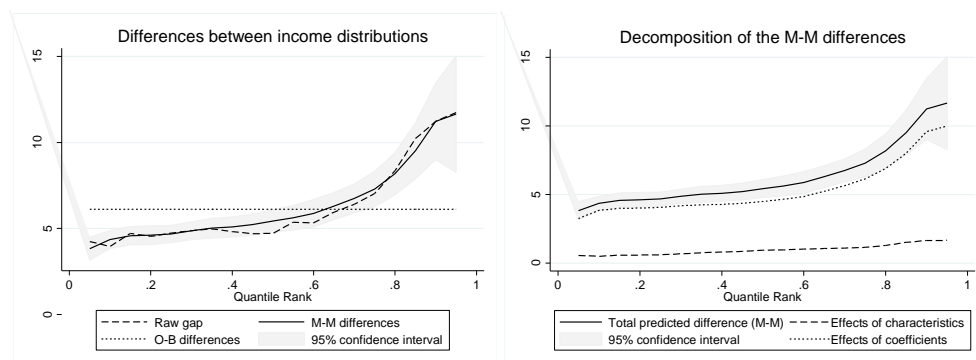 Differences between income distributions
15
10
5
0
0 .2 .4 .6 .8 1
Quantile Rank
Raw gap M-M differences
O-B differences 95% confidence interval
Decomposition of the M-M differences
15
10
5
0
0 .2 .4 .6 .8 1
Quantile Rank
Total predicted difference (M-M) Effects of characteristics
95% confidence interval Effects of coefficients